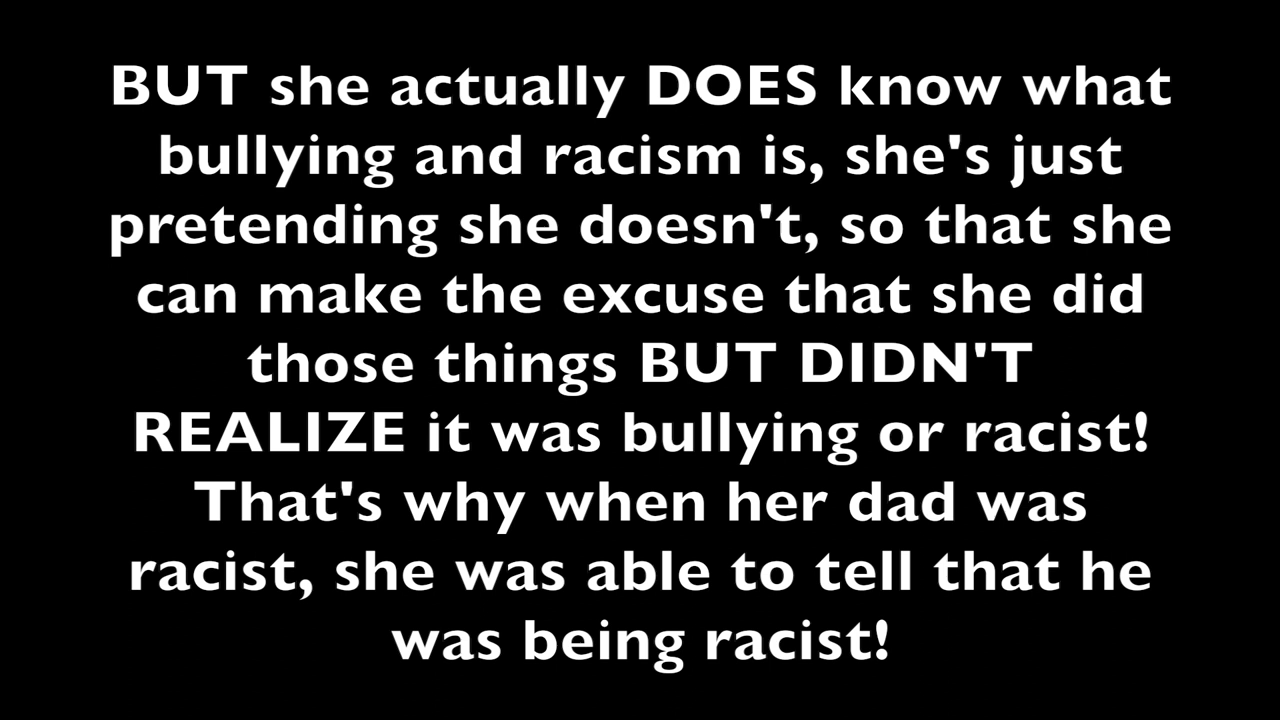 BUT she actually DOES know what
bullying and racism is, she's just
pretending she doesn't, so that she
can make the excuse that she did
those things BUT DIDN'T
REALIZE it was bullying or racist!
That's why when her dad was
racist, she was able to tell that he
was being racist!